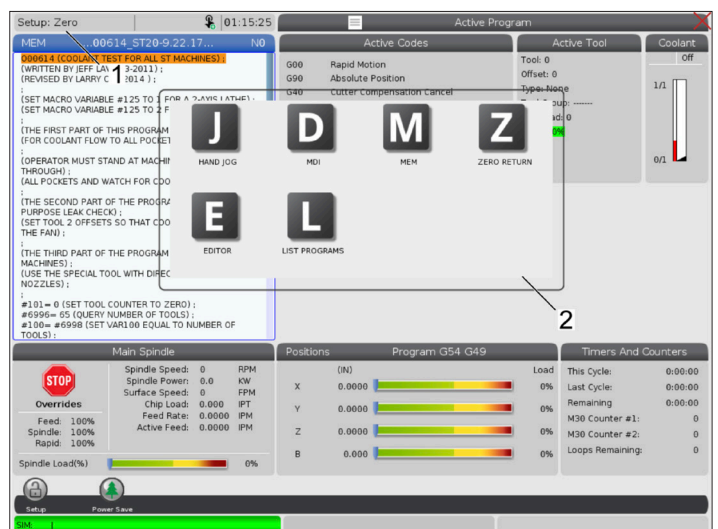 Setup: Zero
01:15:25
Active Program
MEM ...00614_ST20-9.22.17... N0
O00614 (COOLANT TEST FOR ALL ST MACHINES) ;
(WRITTEN BY JEFF LAW 3-2011) ;
(REVISED BY LARRY C 2014 ) ;
;
(SET MACRO VARIABLE #125 TO 1 FOR A 2-AXIS LATHE) ;
(SET MACRO VARIABLE #125 TO 2 F
;
(THE FIRST PART OF THIS PROGRAM
(FOR COOLANT FLOW TO ALL POCKET
;
(OPERATOR MUST STAND AT MACHIN
THROUGH) ;
(ALL POCKETS AND WATCH FOR COO
;
(THE SECOND PART OF THE PROGRA
PURPOSE LEAK CHECK) ;
(SET TOOL 2 OFFSETS SO THAT COO
THE FAN) ;
;
(THE THIRD PART OF THE PROGRAM
MACHINES) ;
(USE THE SPECIAL TOOL WITH DIREC
NOZZLES) ;
;
#101= 0 (SET TOOL COUNTER TO ZERO) ;
#6996= 65 (QUERY NUMBER OF TOOLS) ;
#100= #6998 (SET VAR100 EQUAL TO NUMBER OF
TOOLS) ;
1
Active Codes
G00 Rapid Motion
G90 Absolute Position
G40 Cutter Compensation Cancel
Active Tool
Tool: 0
Offset: 0
Type: None
oup: -------
ad: 0
0%
Coolant
Off
1/1
0/1
J
HAND JOG
D
MDI
M
MEM
Z
ZERO RETURN
E
EDITOR
L
LIST PROGRAMS
2
Main Spindle
STOP
Overrides
Feed: 100%
Spindle: 100%
Rapid: 100%
Spindle Speed: 0 RPM
Spindle Power: 0.0 KW
Surface Speed: 0 FPM
Chip Load: 0.000 IPT
Feed Rate: 0.0000 IPM
Active Feed: 0.0000 IPM
Spindle Load(%) 0%
Positions Program G54 G49
(IN) Load
X 0.0000 0%
Y 0.0000 0%
Z 0.0000 0%
B 0.000 0%
Timers And Counters
This Cycle: 0:00:00
Last Cycle: 0:00:00
Remaining 0:00:00
M30 Counter #1: 0
M30 Counter #2: 0
Loops Remaining: 0
Setup
Power Save
SIM: